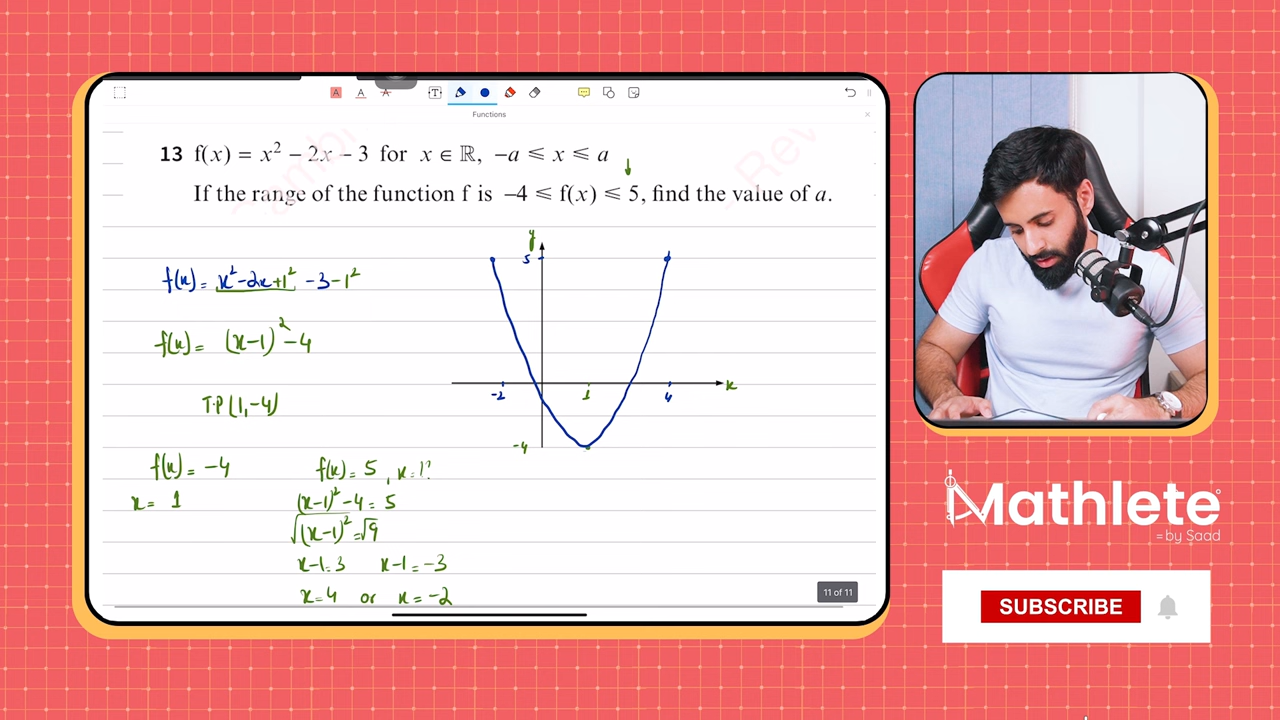 Functions
13 f(x) = x² − 2x − 3 for x ∈ ℝ, −a ⩽ x ⩽ a
If the range of the function f is −4 ⩽ f(x) ⩽ 5, find the value of a.
f(x) = x² − 2x + 1² − 3 − 1²
f(x) = (x−1)² − 4
T.P (1, −4)
f(x) = −4
x = 1
f(x) = 5 , x = 1?
(x−1)² − 4 = 5
√(x−1)² = √9
x−1 = 3 x−1 = −3
x = 4 or x = −2
y
5
-2 1 4 x
-4
11 of 11
Mathlete
= by Saad
SUBSCRIBE